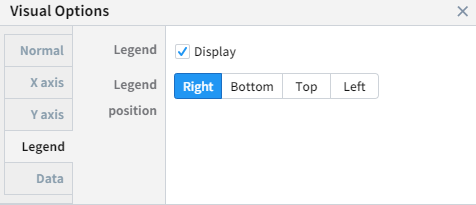 Visual Options
Normal
X axis
Y axis
Legend
Data
Legend
Display
Legend
position
Right Bottom Top Left